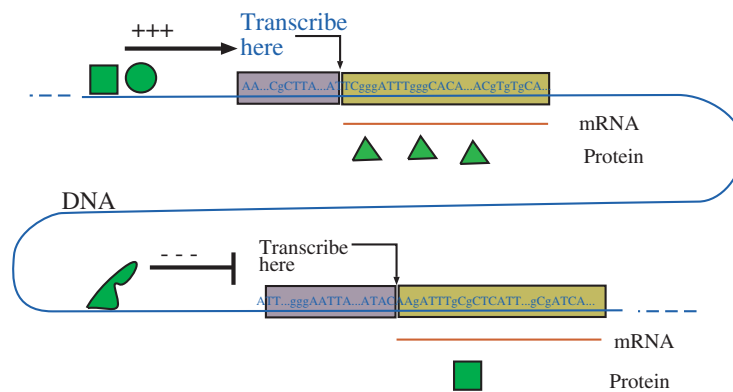 +++
Transcribe
here
AA...CgCTTA...ATTCGggATTTgggCACA...ACgTgTgCA..
mRNA
Protein
DNA
- - -
Transcribe
here
ATT...gggAATTA...ATACAAgATTTgCgCTCATT...gCgATCA...
mRNA
Protein